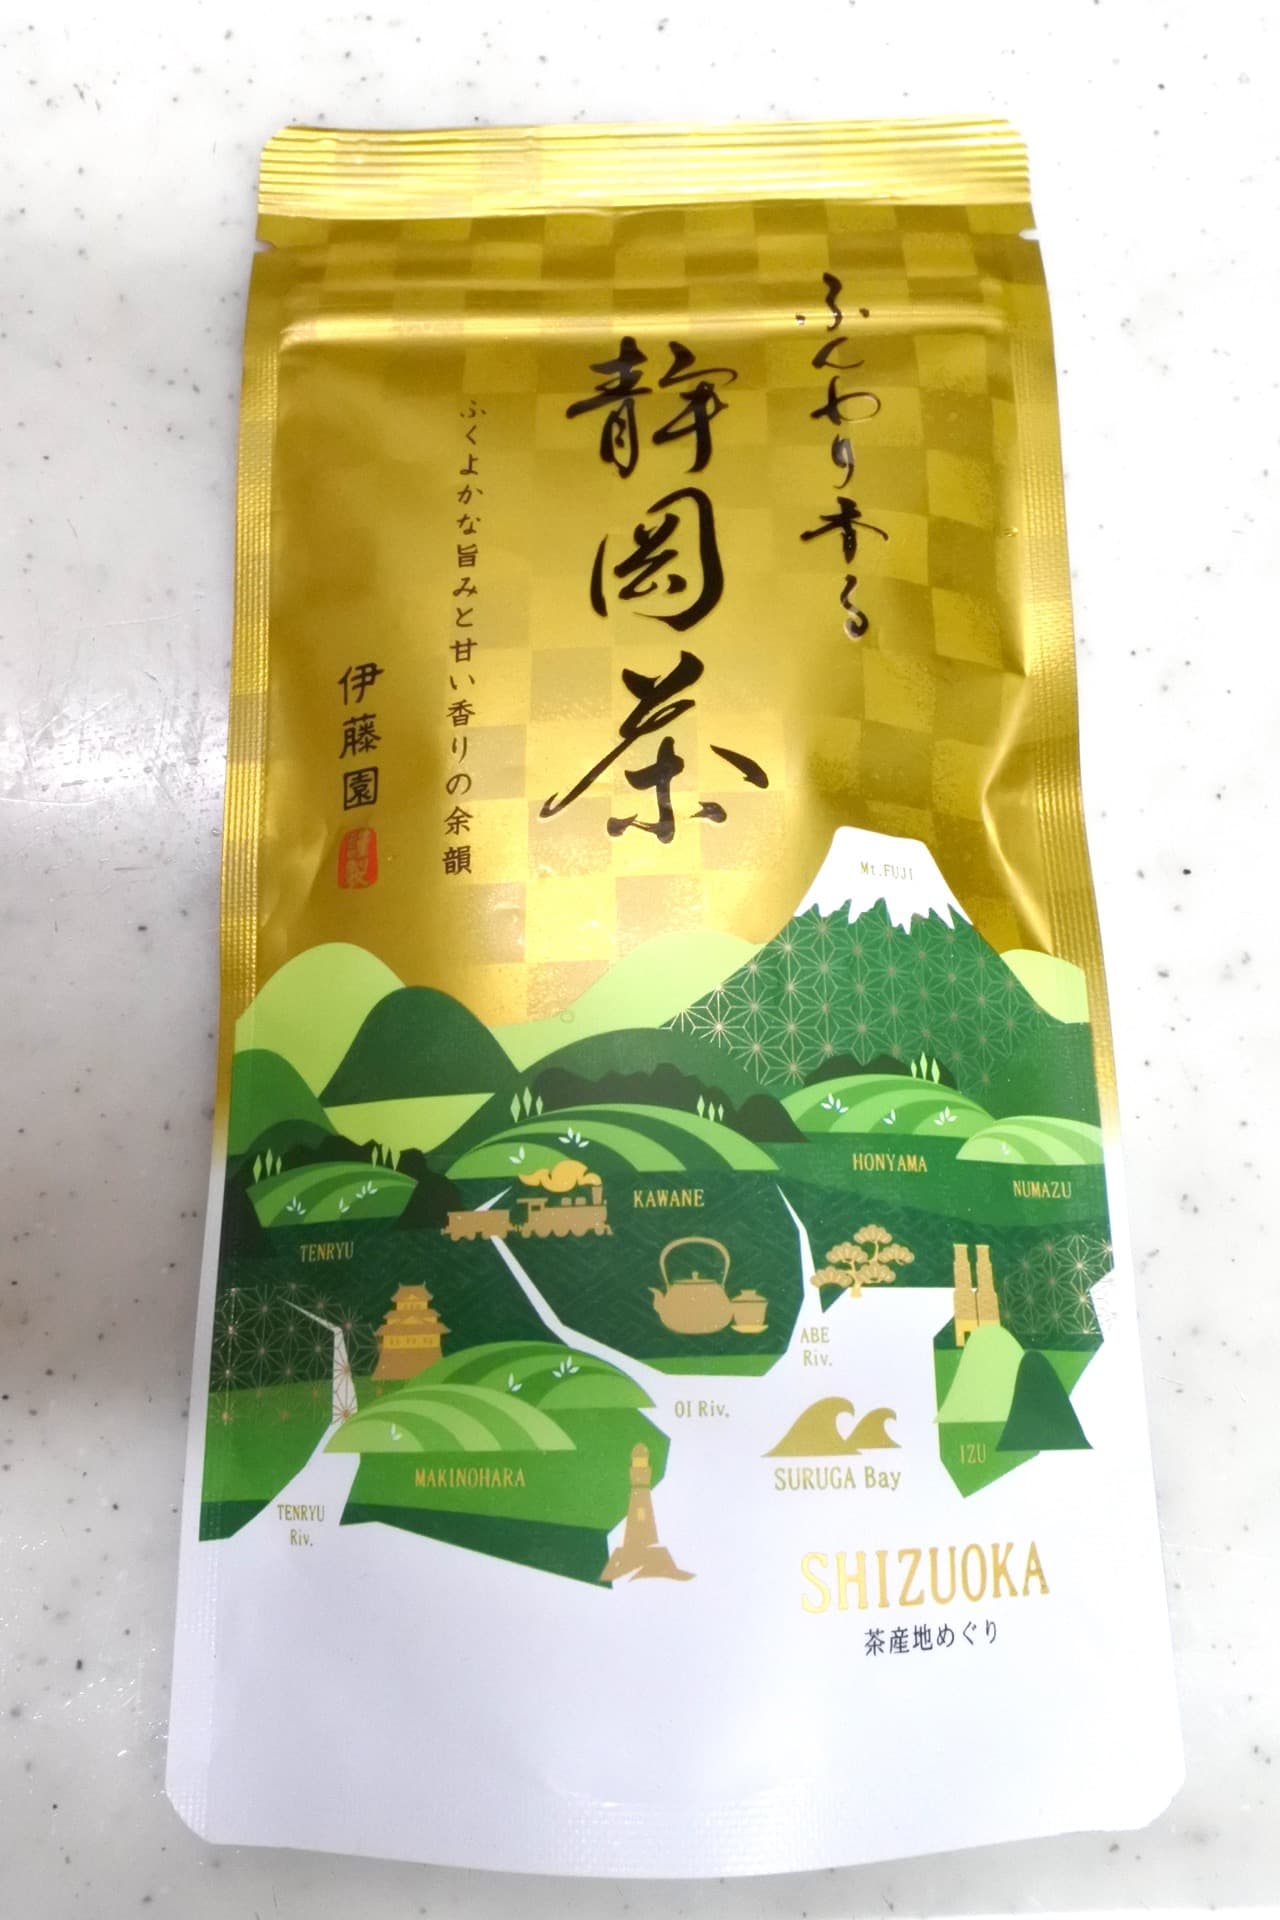 ふんわり香る
静岡茶
ふくよかな旨みと甘い香りの余韻
伊藤園
謹製
Mt.FUJI
HONYAMA
NUMAZU
KAWANE
TENRYU
ABE
Riv.
OI Riv.
SURUGA Bay
IZU
MAKINOHARA
TENRYU
Riv.
SHIZUOKA
茶産地めぐり